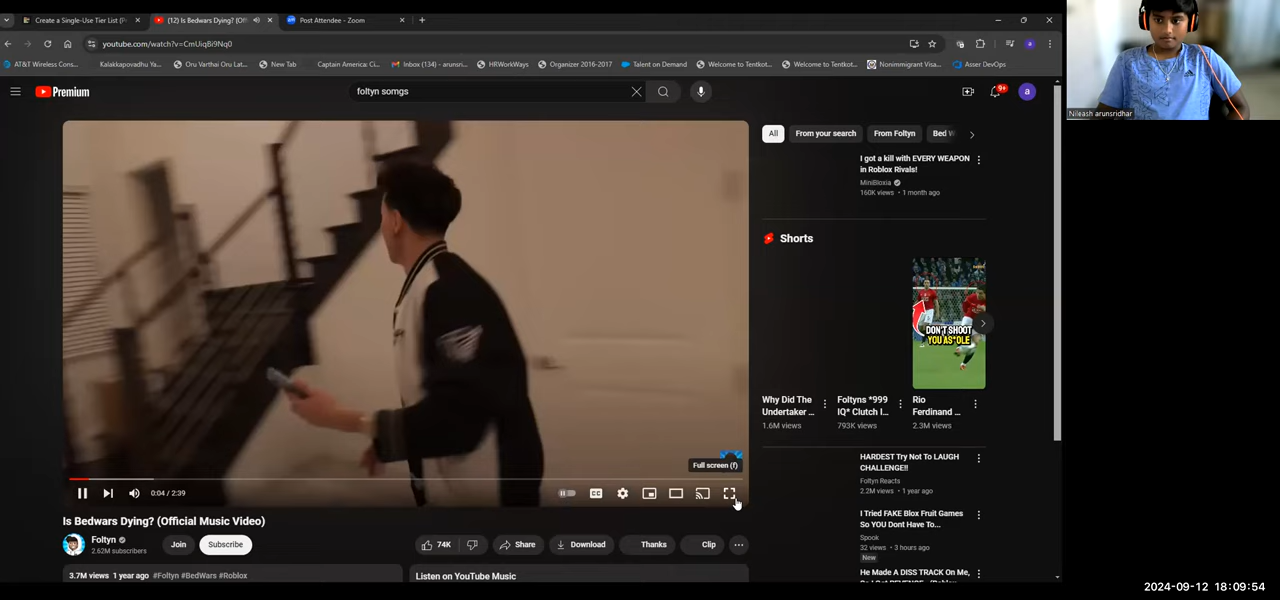 Create a Single-Use Tier List (P
(12) Is Bedwars Dying? (Off
Post Attendee - Zoom
youtube.com/watch?v=CmUiqBi9Nq0
AT&T Wireless Cons...
Kalakkapovadhu Ya...
Oru Varthai Oru Lat...
New Tab
Captain America: Ci...
Inbox (134) - arunsri...
HRWorkWays
Organizer 2016-2017
Talent on Demand
Welcome to Tentkot...
Welcome to Tentkot...
Nonimmigrant Visa...
Asser DevOps
Premium
foltyn somgs
9+
a
Nileash arunsridhar
All
From your search
From Foltyn
Bed W
I got a kill with EVERY WEAPON
in Roblox Rivals!
MiniBloxia
160K views • 1 month ago
Shorts
DON'T SHOOT
YOU AS*OLE
Why Did The
Undertaker ...
1.6M views
Foltyns *999
IQ* Clutch I...
793K views
Rio
Ferdinand ...
2.3M views
Full screen (f)
0:04 / 2:39
CC
HARDEST Try Not To LAUGH
CHALLENGE!!
Foltyn Reacts
2.2M views • 1 year ago
Is Bedwars Dying? (Official Music Video)
Foltyn
2.62M subscribers
Join
Subscribe
74K
Share
Download
Thanks
Clip
I Tried FAKE Blox Fruit Games
So YOU Dont Have To...
Spook
32 views • 3 hours ago
New
3.7M views 1 year ago #Foltyn #BedWars #Roblox
Listen on YouTube Music
He Made A DISS TRACK On Me,
2024-09-12 18:09:54